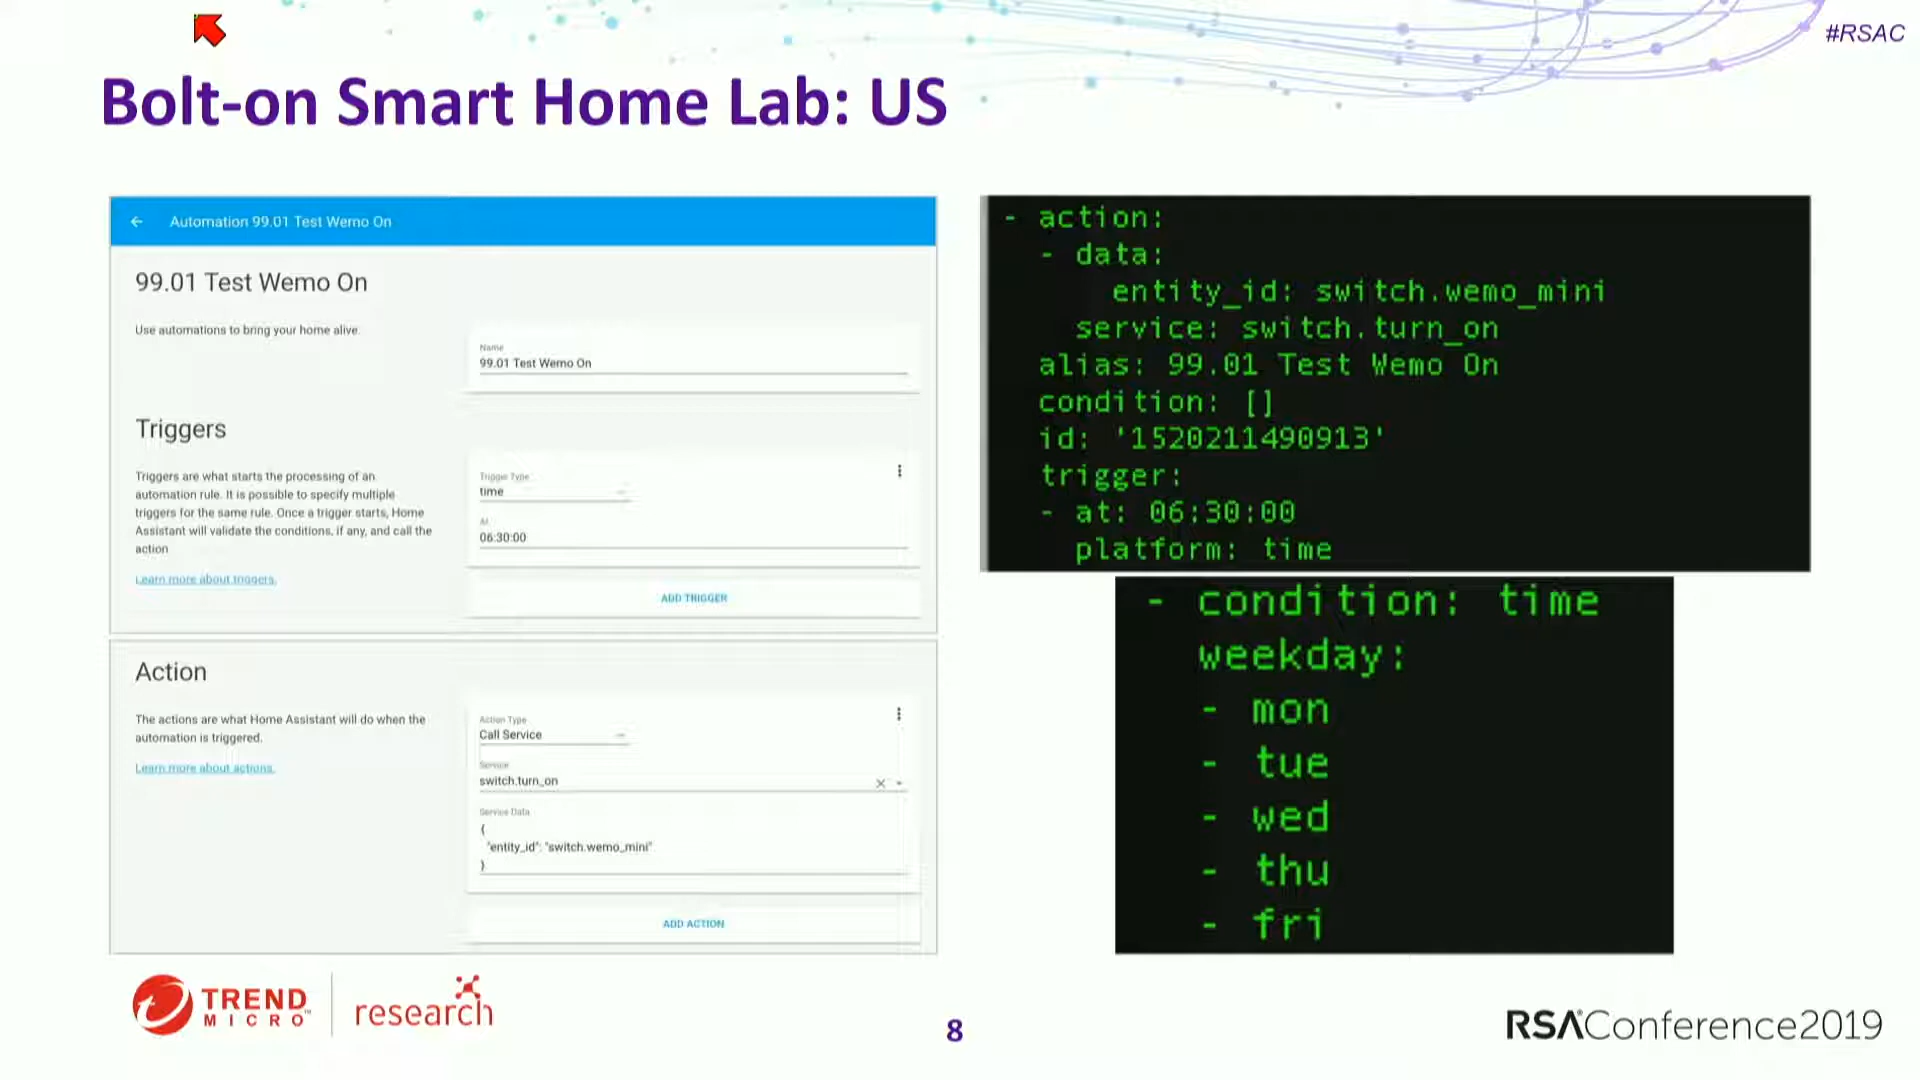 #RSAC
Bolt-on Smart Home Lab: US
← Automation 99.01 Test Wemo On
99.01 Test Wemo On
Use automations to bring your home alive.
Name
99.01 Test Wemo On
Triggers
Triggers are what starts the processing of an
automation rule. It is possible to specify multiple
triggers for the same rule. Once a trigger starts, Home
Assistant will validate the conditions, if any, and call the
action
Learn more about triggers.
Trigger Type
time
At
06:30:00
ADD TRIGGER
Action
The actions are what Home Assistant will do when the
automation is triggered.
Learn more about actions.
Action Type
Call Service
Service
switch.turn_on
Service Data
{
"entity_id": "switch.wemo_mini"
}
ADD ACTION
- action:
- data:
entity_id: switch.wemo_mini
service: switch.turn_on
alias: 99.01 Test Wemo On
condition: []
id: '1520211490913'
trigger:
- at: 06:30:00
platform: time
- condition: time
weekday:
- mon
- tue
- wed
- thu
- fri
TREND
MICRO™
research
8
RSAConference2019